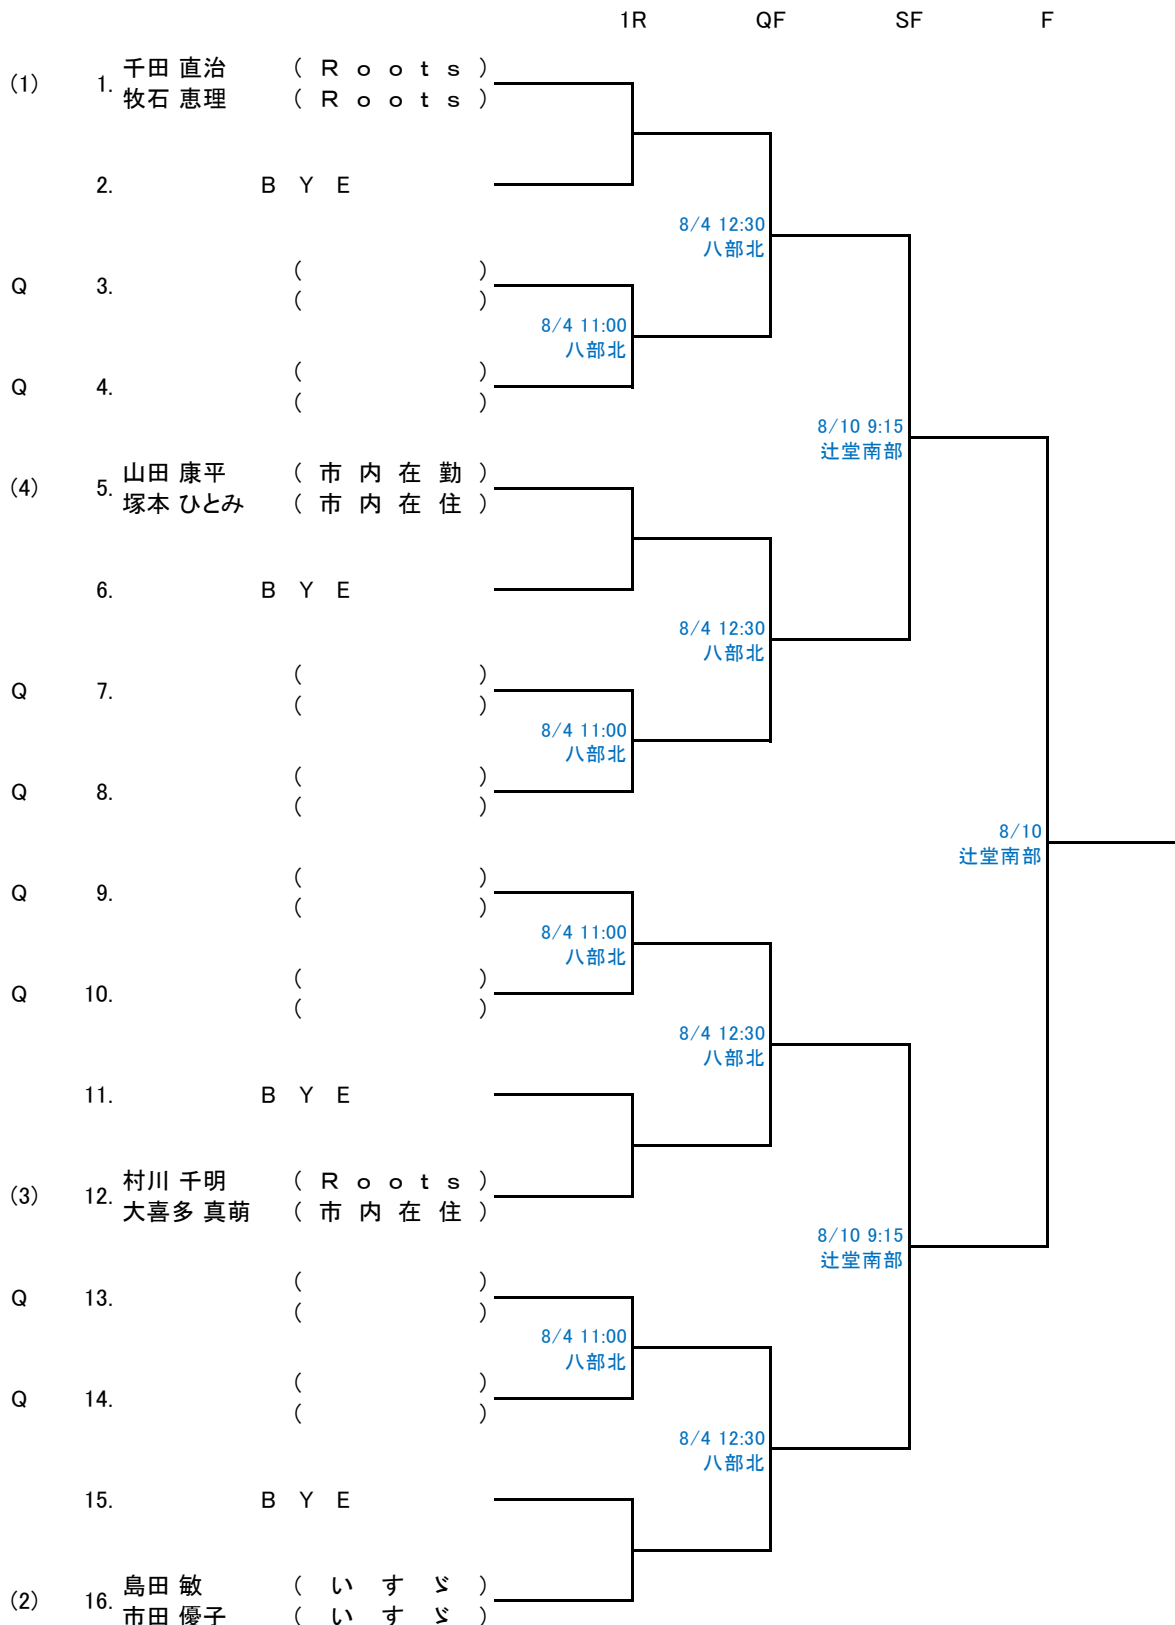 1R QF SF F
(1) 1. 千田 直治 ( Ｒｏｏｔｓ )
牧石 恵理 ( Ｒｏｏｔｓ )
2. Ｂ Ｙ Ｅ
8/4 12:30
八部北
Q 3. ( )
( )
8/4 11:00
八部北
Q 4. ( )
( )
8/10 9:15
辻堂南部
(4) 5. 山田 康平 ( 市内在勤 )
塚本 ひとみ ( 市内在住 )
6. Ｂ Ｙ Ｅ
8/4 12:30
八部北
Q 7. ( )
( )
8/4 11:00
八部北
Q 8. ( )
( )
8/10
辻堂南部
Q 9. ( )
( )
8/4 11:00
八部北
Q 10. ( )
( )
8/4 12:30
八部北
11. Ｂ Ｙ Ｅ
(3) 12. 村川 千明 ( Ｒｏｏｔｓ )
大喜多 真萌 ( 市内在住 )
8/10 9:15
辻堂南部
Q 13. ( )
( )
8/4 11:00
八部北
Q 14. ( )
( )
8/4 12:30
八部北
15. Ｂ Ｙ Ｅ
(2) 16. 島田 敏 ( いすゞ )
市田 優子 ( いすゞ )